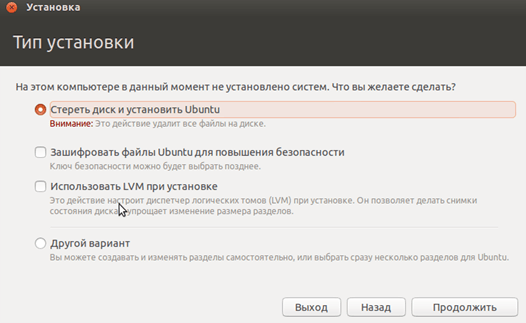 Установка
Тип установки
На этом компьютере в данный момент не установлено систем. Что вы желаете сделать?
Стереть диск и установить Ubuntu
Внимание: Это действие удалит все файлы на диске.
Зашифровать файлы Ubuntu для повышения безопасности
Ключ безопасности можно будет выбрать позднее.
Использовать LVM при установке
Это действие настроит диспетчер логических томов (LVM) при установке. Он позволяет делать снимки
состояния диска упрощает изменение размера разделов.
Другой вариант
Вы можете создавать и изменять разделы самостоятельно, или выбрать сразу несколько разделов для Ubuntu.
Выход
Назад
Продолжить